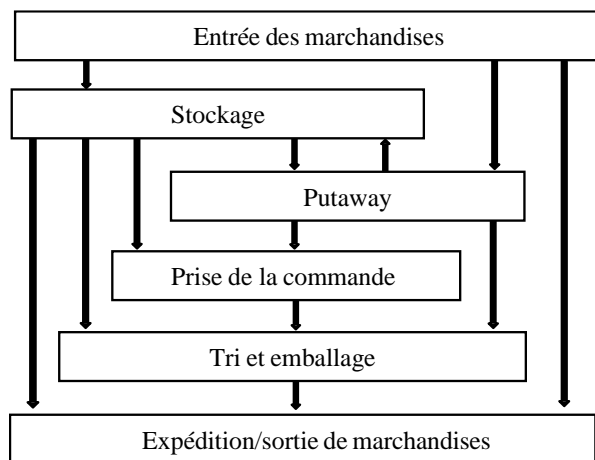 Entrée des marchandises
Stockage
Putaway
Prise de la commande
Tri et emballage
Expédition/sortie de marchandises